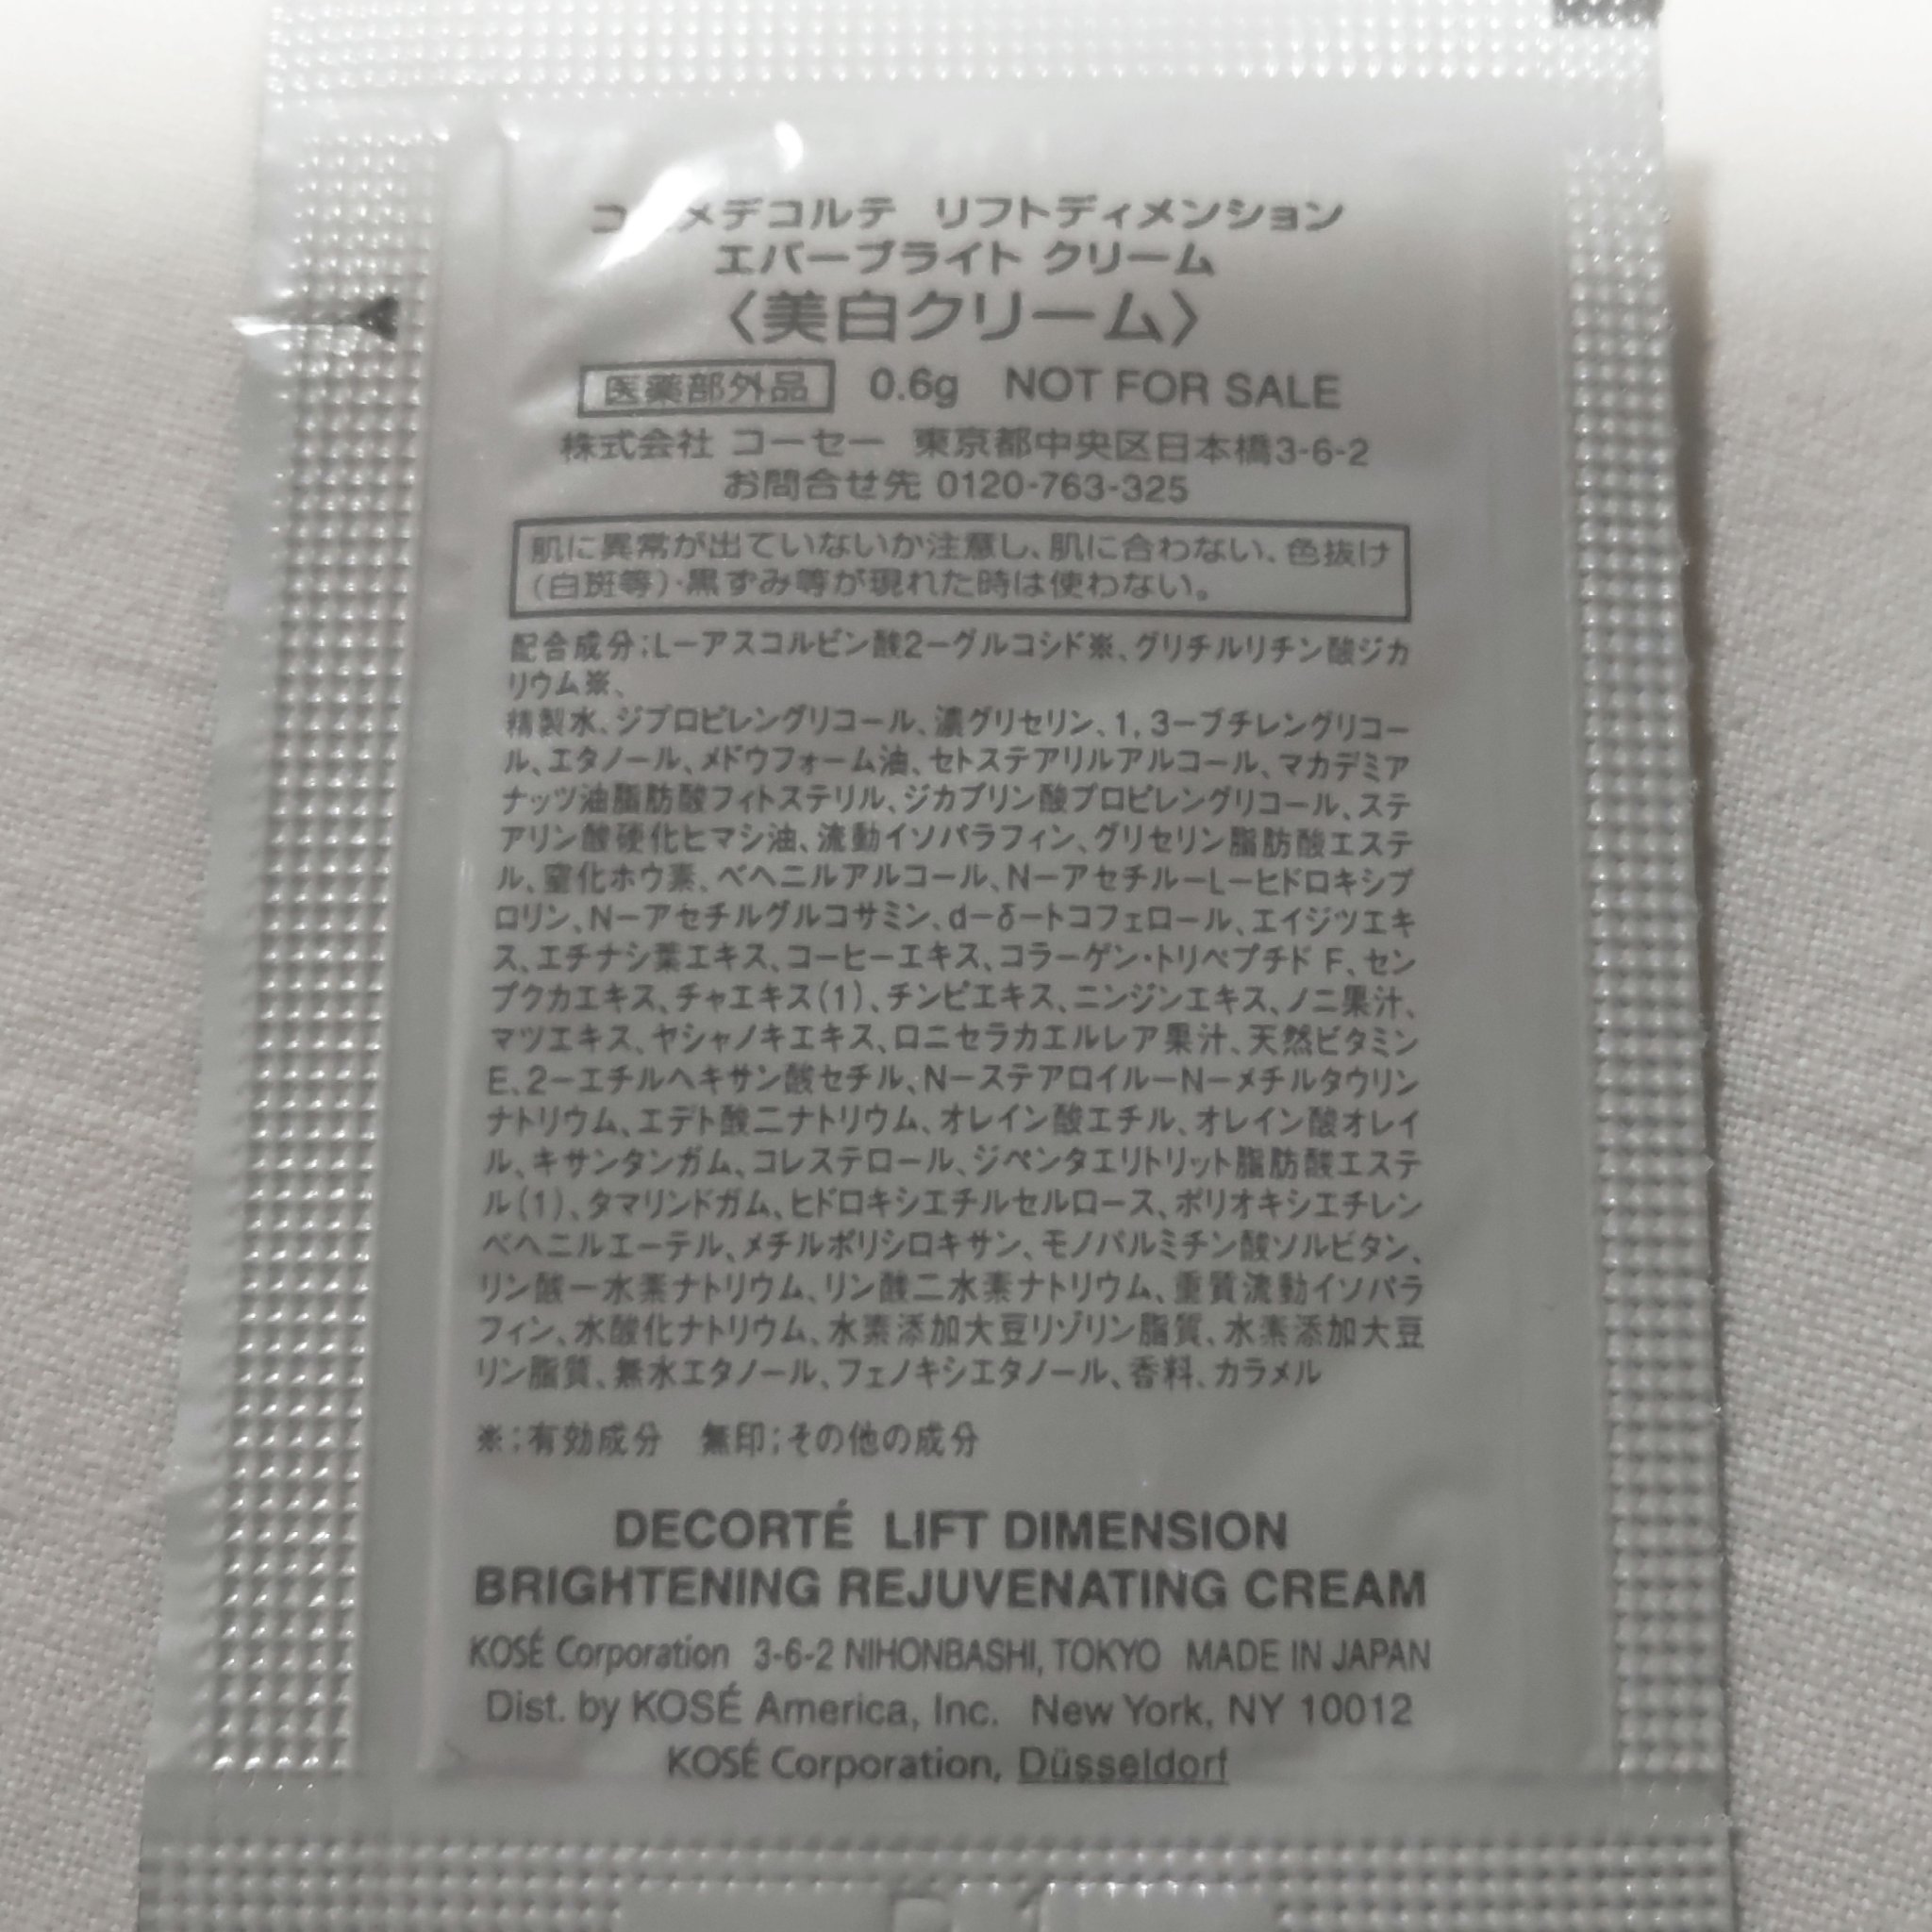 コ メデコルテ リフトディメンション
エバーブライト クリーム
〈美白クリーム〉
医薬部外品 0.6g NOT FOR SALE
株式会社 コーセー 東京都中央区日本橋3-6-2
お問合せ先 0120-763-325
肌に異常が出ていないか注意し、肌に合わない、色抜け
(白斑等)・黒ずみ等が現れた時は使わない。
配合成分;L－アスコルビン酸2－グルコシド※、グリチルリチン酸ジカ
リウム※、
精製水、ジプロピレングリコール、濃グリセリン、1, 3－ブチレングリコー
ル、エタノール、メドウフォーム油、セトステアリルアルコール、マカデミア
ナッツ油脂肪酸フィトステリル、ジカプリン酸プロピレングリコール、ステ
アリン酸硬化ヒマシ油、流動イソパラフィン、グリセリン脂肪酸エステ
ル、窒化ホウ素、ベヘニルアルコール、N－アセチル－L－ヒドロキシプ
ロリン、N－アセチルグルコサミン、d－δ－トコフェロール、エイジツエキ
ス、エチナシ葉エキス、コーヒーエキス、コラーゲン・トリペプチド F、セン
プクカエキス、チャエキス(1)、チンピエキス、ニンジンエキス、ノニ果汁、
マツエキス、ヤシャノキエキス、ロニセラカエルレア果汁、天然ビタミン
E、2－エチルヘキサン酸セチル、N－ステアロイル－N－メチルタウリン
ナトリウム、エデト酸二ナトリウム、オレイン酸エチル、オレイン酸オレイ
ル、キサンタンガム、コレステロール、ジペンタエリトリット脂肪酸エステ
ル(1)、タマリンドガム、ヒドロキシエチルセルロース、ポリオキシエチレン
ベヘニルエーテル、メチルポリシロキサン、モノパルミチン酸ソルビタン、
リン酸一水素ナトリウム、リン酸二水素ナトリウム、重質流動イソパラ
フィン、水酸化ナトリウム、水素添加大豆リゾリン脂質、水素添加大豆
リン脂質、無水エタノール、フェノキシエタノール、香料、カラメル
※;有効成分 無印;その他の成分
DECORTÉ LIFT DIMENSION
BRIGHTENING REJUVENATING CREAM
KOSÉ Corporation 3-6-2 NIHONBASHI, TOKYO MADE IN JAPAN
Dist. by KOSÉ America, Inc. New York, NY 10012
KOSÉ Corporation, Düsseldorf